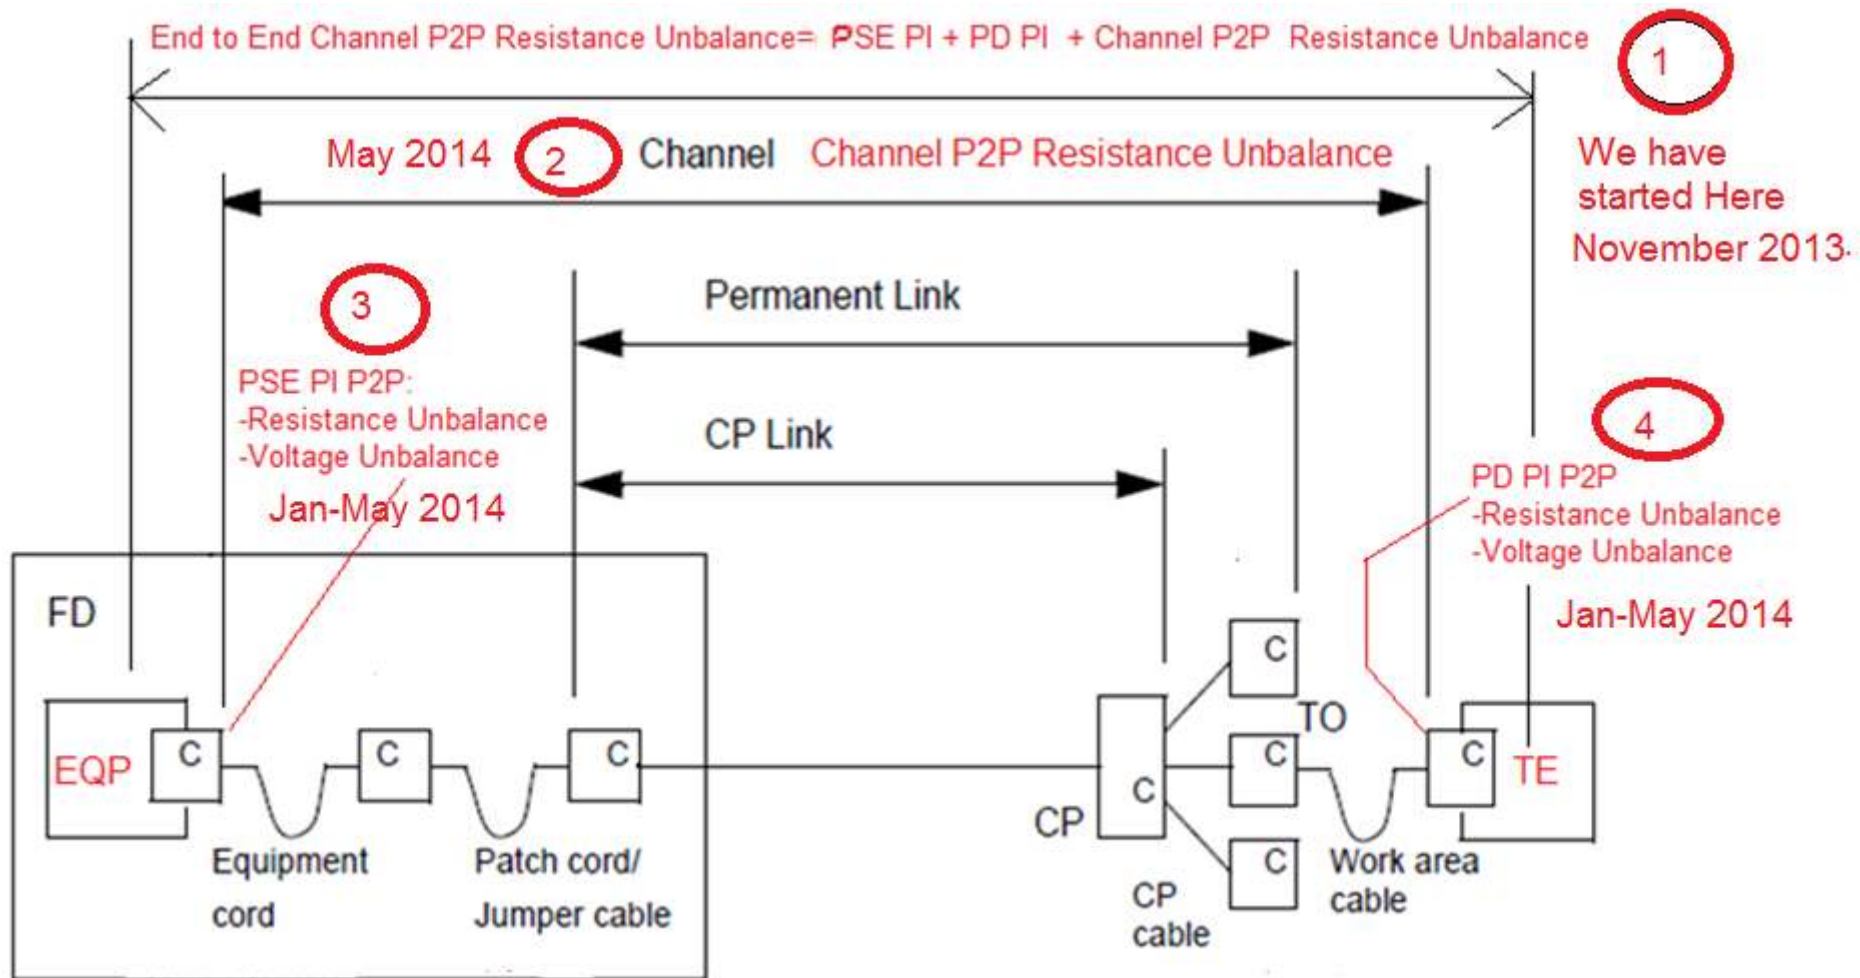 End to End Channel P2P Resistance Unbalance= PSE PI + PD PI + Channel P2P Resistance Unbalance
1
We have
started Here
November 2013.
May 2014
2
Channel
Channel P2P Resistance Unbalance
3
Permanent Link
PSE PI P2P:
-Resistance Unbalance
-Voltage Unbalance
Jan-May 2014
CP Link
4
PD PI P2P
-Resistance Unbalance
-Voltage Unbalance
Jan-May 2014
FD
EQP
C
C
C
CP
C
C
C
C
TO
C
TE
Equipment
cord
Patch cord/
Jumper cable
CP
cable
Work area
cable